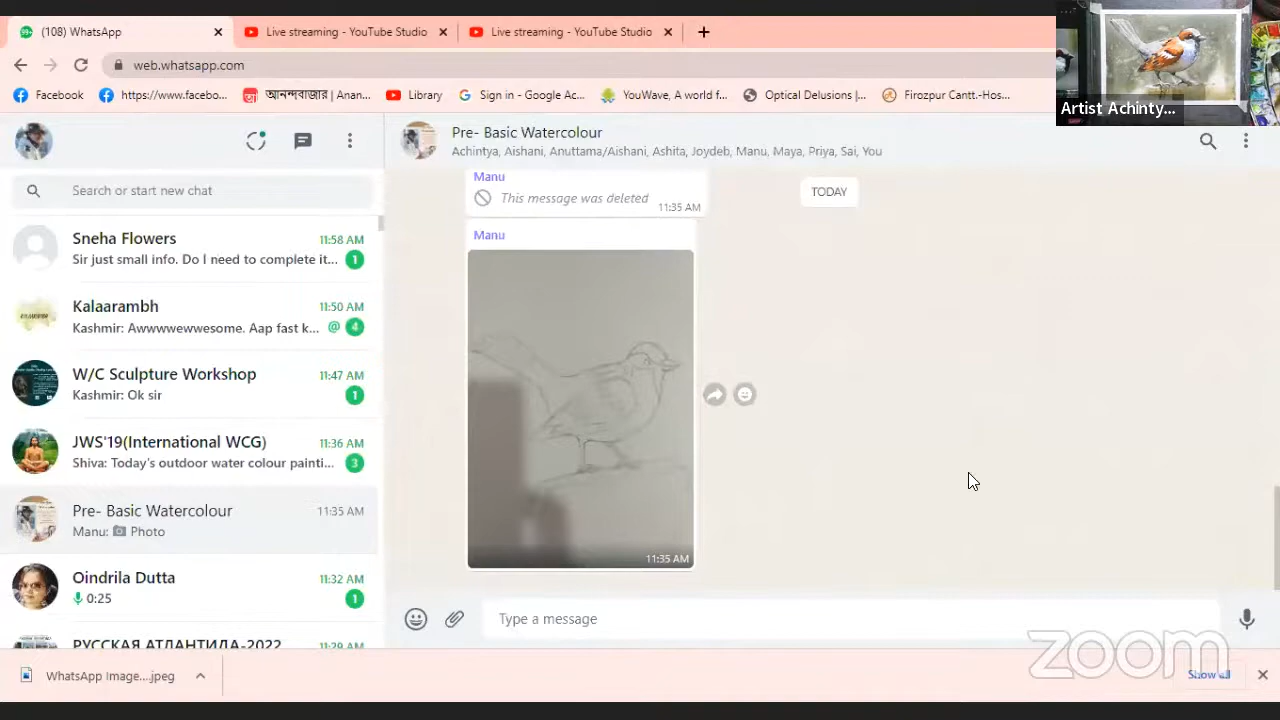 (108) WhatsApp
Live streaming - YouTube Studio
Live streaming - YouTube Studio
web.whatsapp.com
Facebook
https://www.facebo...
আনন্দবাজার | Anan...
Library
Sign in - Google Ac...
YouWave, A world f...
Optical Delusions |...
Firozpur Cantt.-Hos...
Artist Achinty...
Pre- Basic Watercolour
Achintya, Aishani, Anuttama/Aishani, Ashita, Joydeb, Manu, Maya, Priya, Sai, You
Search or start new chat
Sneha Flowers
11:58 AM
Sir just small info. Do I need to complete it...
1
Kalaarambh
11:50 AM
Kashmir: Awwwwewwesome. Aap fast k...
@ 4
W/C Sculpture Workshop
11:47 AM
Kashmir: Ok sir
1
JWS'19(International WCG)
11:36 AM
Shiva: Today's outdoor water colour painti...
3
Pre- Basic Watercolour
11:35 AM
Manu: Photo
Oindrila Dutta
11:32 AM
0:25
1
РУССКАЯ АТЛАНТИДА-2022
11:29 AM
Manu
This message was deleted
11:35 AM
TODAY
Manu
11:35 AM
Type a message
zoom
WhatsApp Image....jpeg
Show all